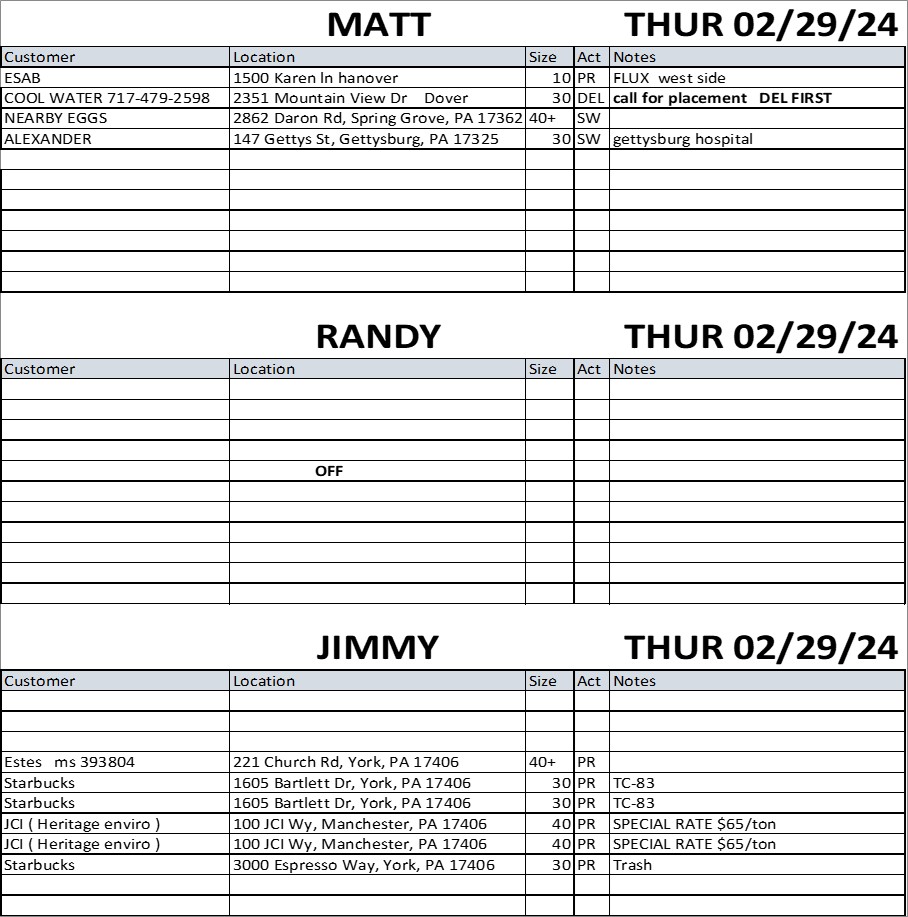 MATT THUR 02/29/24
Customer Location Size Act Notes
ESAB 1500 Karen ln hanover 10 PR FLUX west side
COOL WATER 717-479-2598 2351 Mountain View Dr Dover 30 DEL call for placement DEL FIRST
NEARBY EGGS 2862 Daron Rd, Spring Grove, PA 17362 40+ SW
ALEXANDER 147 Gettys St, Gettysburg, PA 17325 30 SW gettysburg hospital
RANDY THUR 02/29/24
Customer Location Size Act Notes
OFF
JIMMY THUR 02/29/24
Customer Location Size Act Notes
Estes ms 393804 221 Church Rd, York, PA 17406 40+ PR
Starbucks 1605 Bartlett Dr, York, PA 17406 30 PR TC-83
Starbucks 1605 Bartlett Dr, York, PA 17406 30 PR TC-83
JCI ( Heritage enviro ) 100 JCI Wy, Manchester, PA 17406 40 PR SPECIAL RATE $65/ton
JCI ( Heritage enviro ) 100 JCI Wy, Manchester, PA 17406 40 PR SPECIAL RATE $65/ton
Starbucks 3000 Espresso Way, York, PA 17406 30 PR Trash